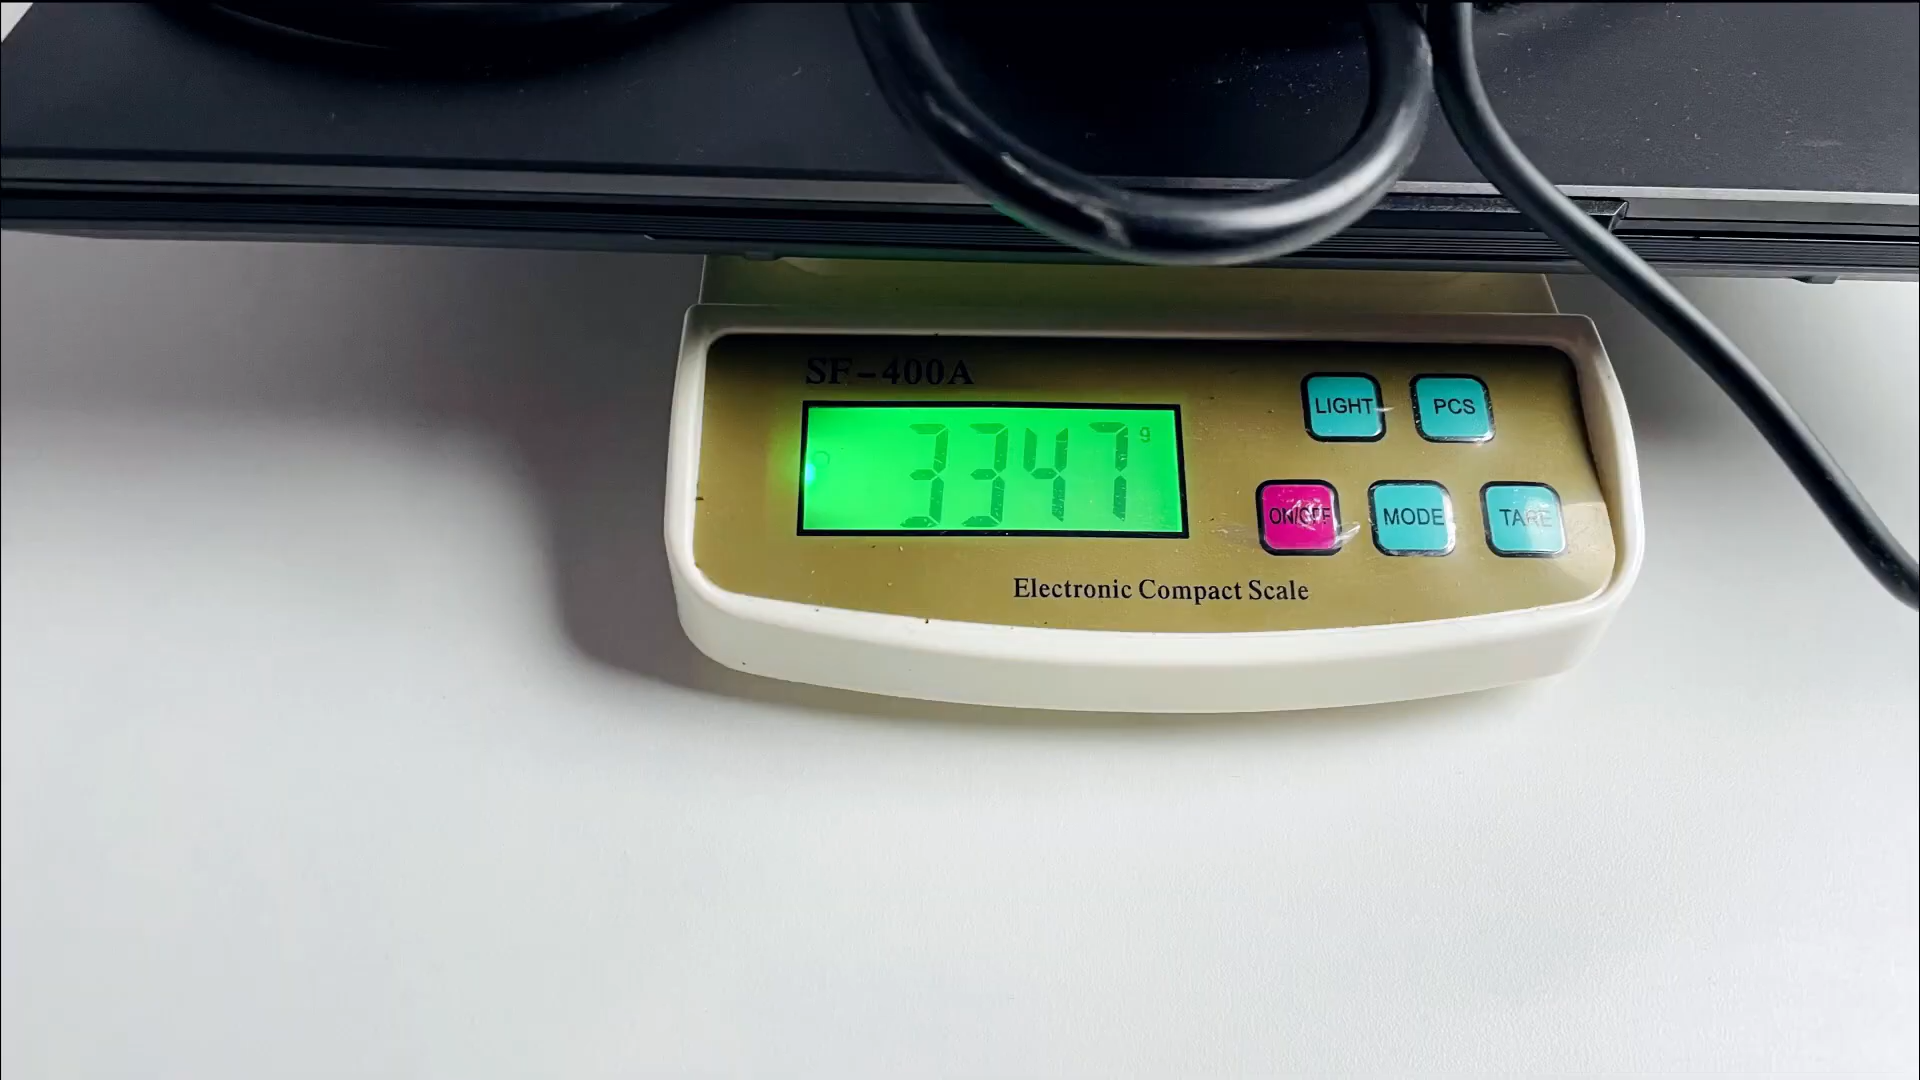 SF-400A
3347 g
LIGHT PCS
ON/OFF MODE TARE
Electronic Compact Scale